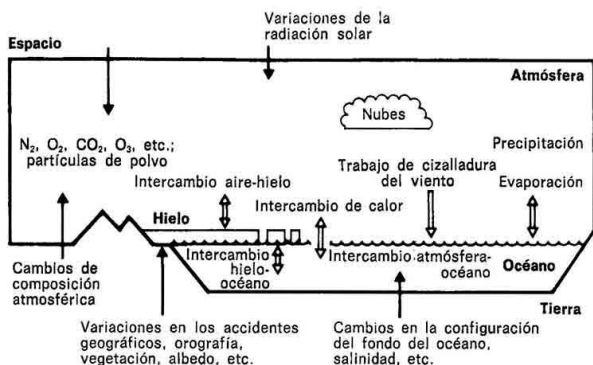 Variaciones de la
radiación solar
Espacio
Atmósfera
Nubes
N₂, O₂, CO₂, O₃, etc.;
partículas de polvo
Precipitación
Trabajo de cizalladura
del viento
Evaporación
Intercambio aire-hielo
Hielo
Intercambio de calor
Intercambio
hielo-
océano
Intercambio atmósfera-
océano
Océano
Cambios de
composición
atmosférica
Tierra
Variaciones en los accidentes
geográficos, orografía,
vegetación, albedo, etc.
Cambios en la configuración
del fondo del océano,
salinidad, etc.